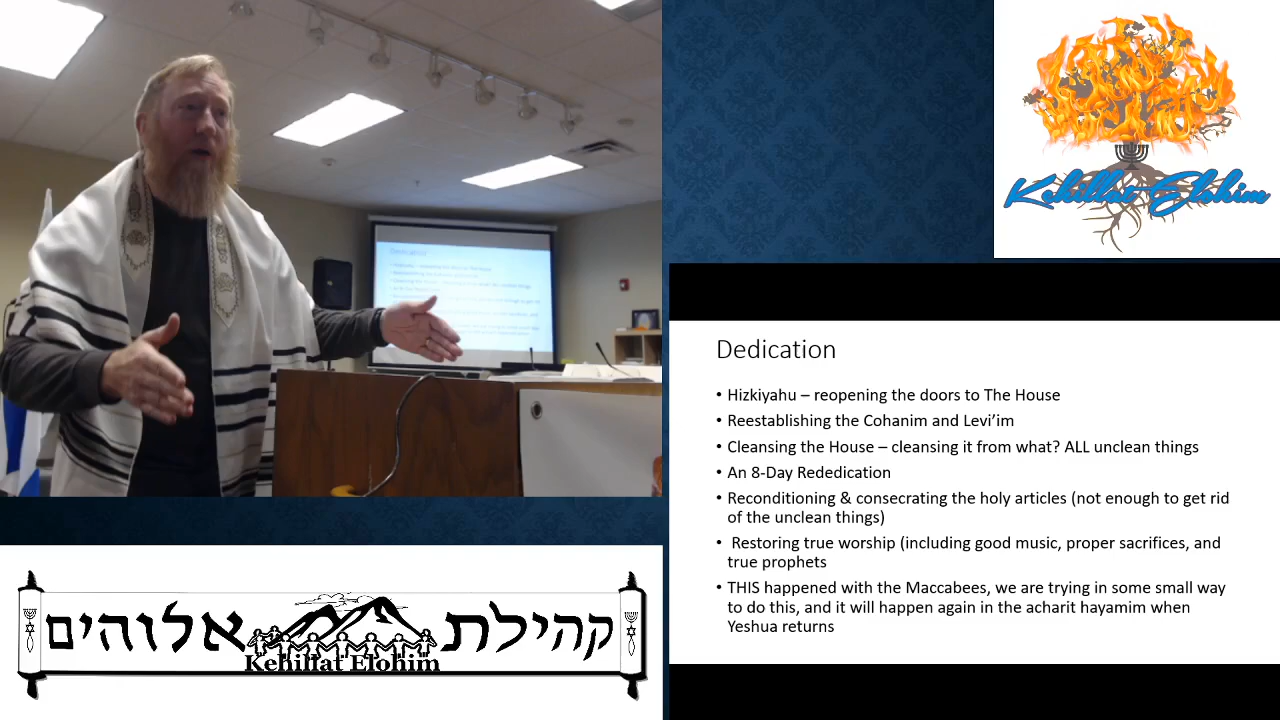 Kehillat Elohim
Dedication
• Hizkiyahu – reopening the doors to The House
• Reestablishing the Cohanim and Levi’im
• Cleansing the House – cleansing it from what? ALL unclean things
• An 8-Day Rededication
• Reconditioning & consecrating the holy articles (not enough to get rid
of the unclean things)
• Restoring true worship (including good music, proper sacrifices, and
true prophets
• THIS happened with the Maccabees, we are trying in some small way
to do this, and it will happen again in the acharit hayamim when
Yeshua returns
קהילת אלוהים
Kehillat Elohim